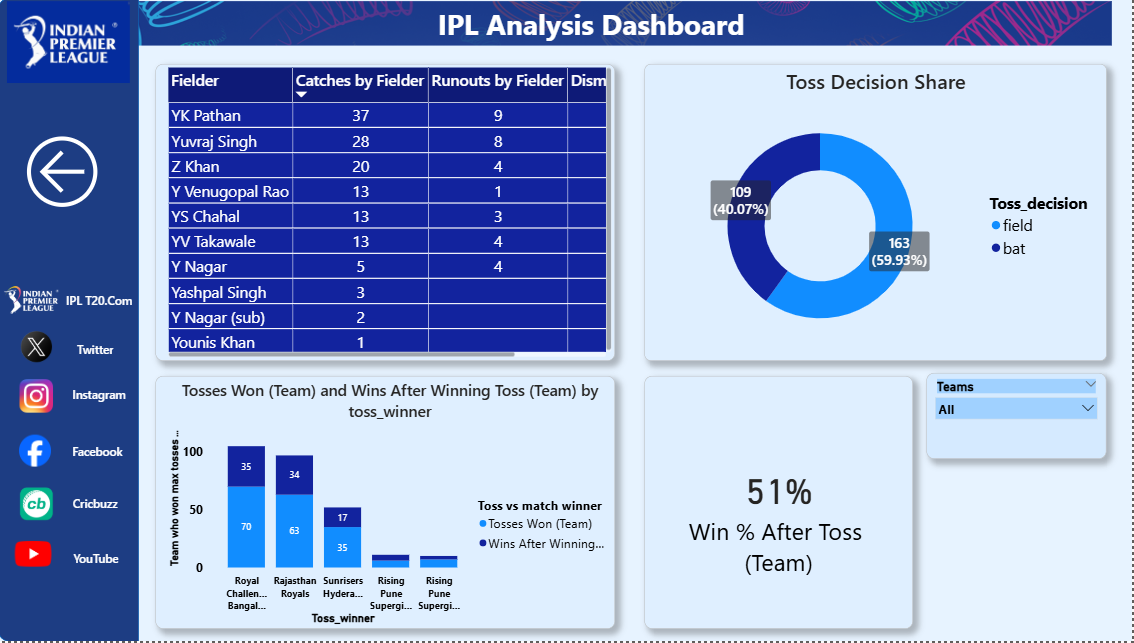 INDIAN
PREMIER
LEAGUE
IPL Analysis Dashboard
Fielder Catches by Fielder Runouts by Fielder Dism
YK Pathan 37 9
Yuvraj Singh 28 8
Z Khan 20 4
Y Venugopal Rao 13 1
YS Chahal 13 3
YV Takawale 13 4
Y Nagar 5 4
Yashpal Singh 3
Y Nagar (sub) 2
Younis Khan 1
Toss Decision Share
109
(40.07%)
163
(59.93%)
Toss_decision
field
bat
INDIAN
PREMIER
LEAGUE
IPL T20.Com
Twitter
Instagram
Facebook
cb
Cricbuzz
YouTube
Tosses Won (Team) and Wins After Winning Toss (Team) by
toss_winner
Team who won max tosses ...
100
50
0
35
70
34
63
17
35
Royal
Challen...
Bangal...
Rajasthan
Royals
Sunrisers
Hydera...
Rising
Pune
Supergi...
Rising
Pune
Supergi...
Toss_winner
Toss vs match winner
Tosses Won (Team)
Wins After Winning...
51%
Win % After Toss
(Team)
Teams
All